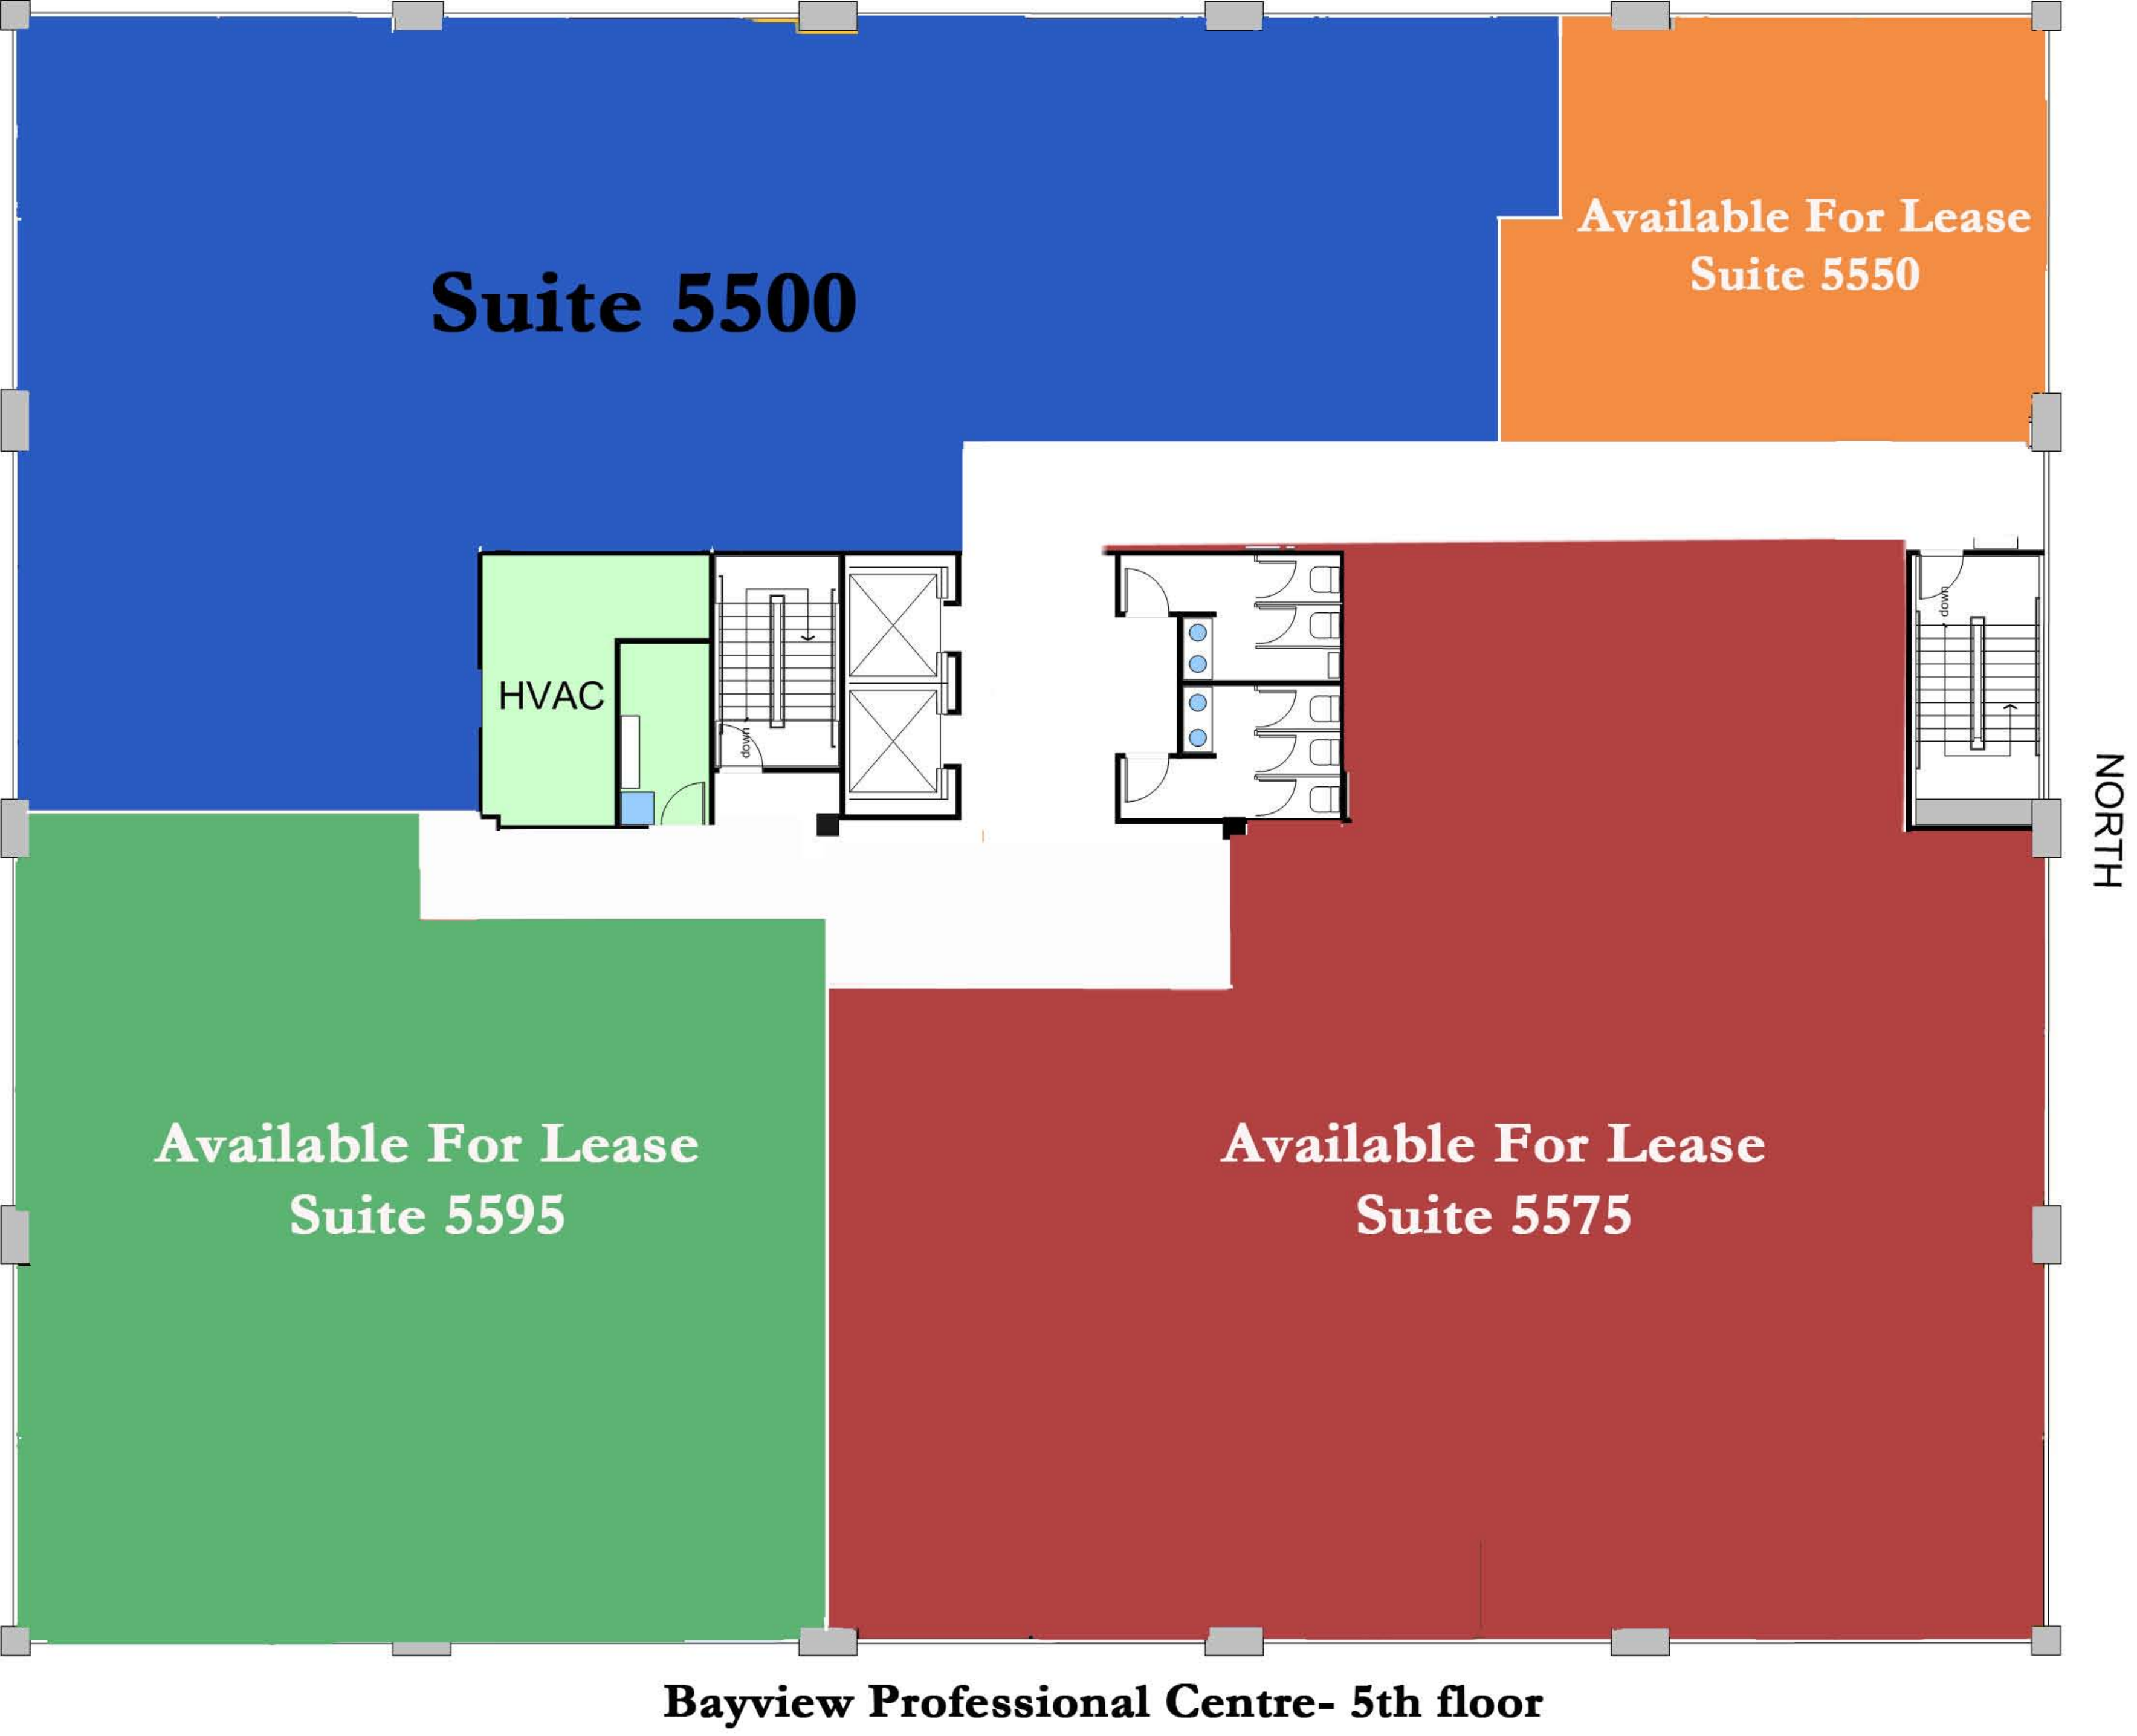 Available For Lease
Suite 5550
Suite 5500
down
HVAC
down
NORTH
Available For Lease
Suite 5595
Available For Lease
Suite 5575
Bayview Professional Centre- 5th floor